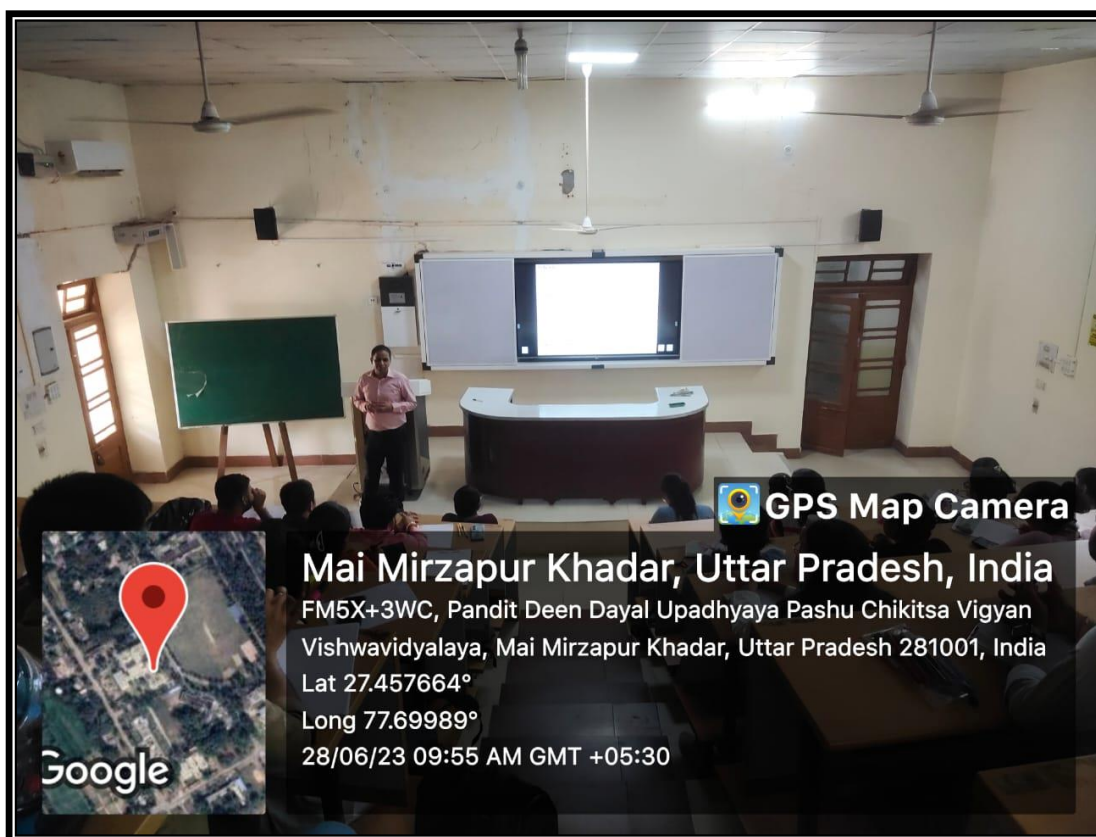 GPS Map Camera
Mai Mirzapur Khadar, Uttar Pradesh, India
FM5X+3WC, Pandit Deen Dayal Upadhyaya Pashu Chikitsa Vigyan
Vishwavidyalaya, Mai Mirzapur Khadar, Uttar Pradesh 281001, India
Lat 27.457664°
Long 77.69989°
28/06/23 09:55 AM GMT +05:30
Google